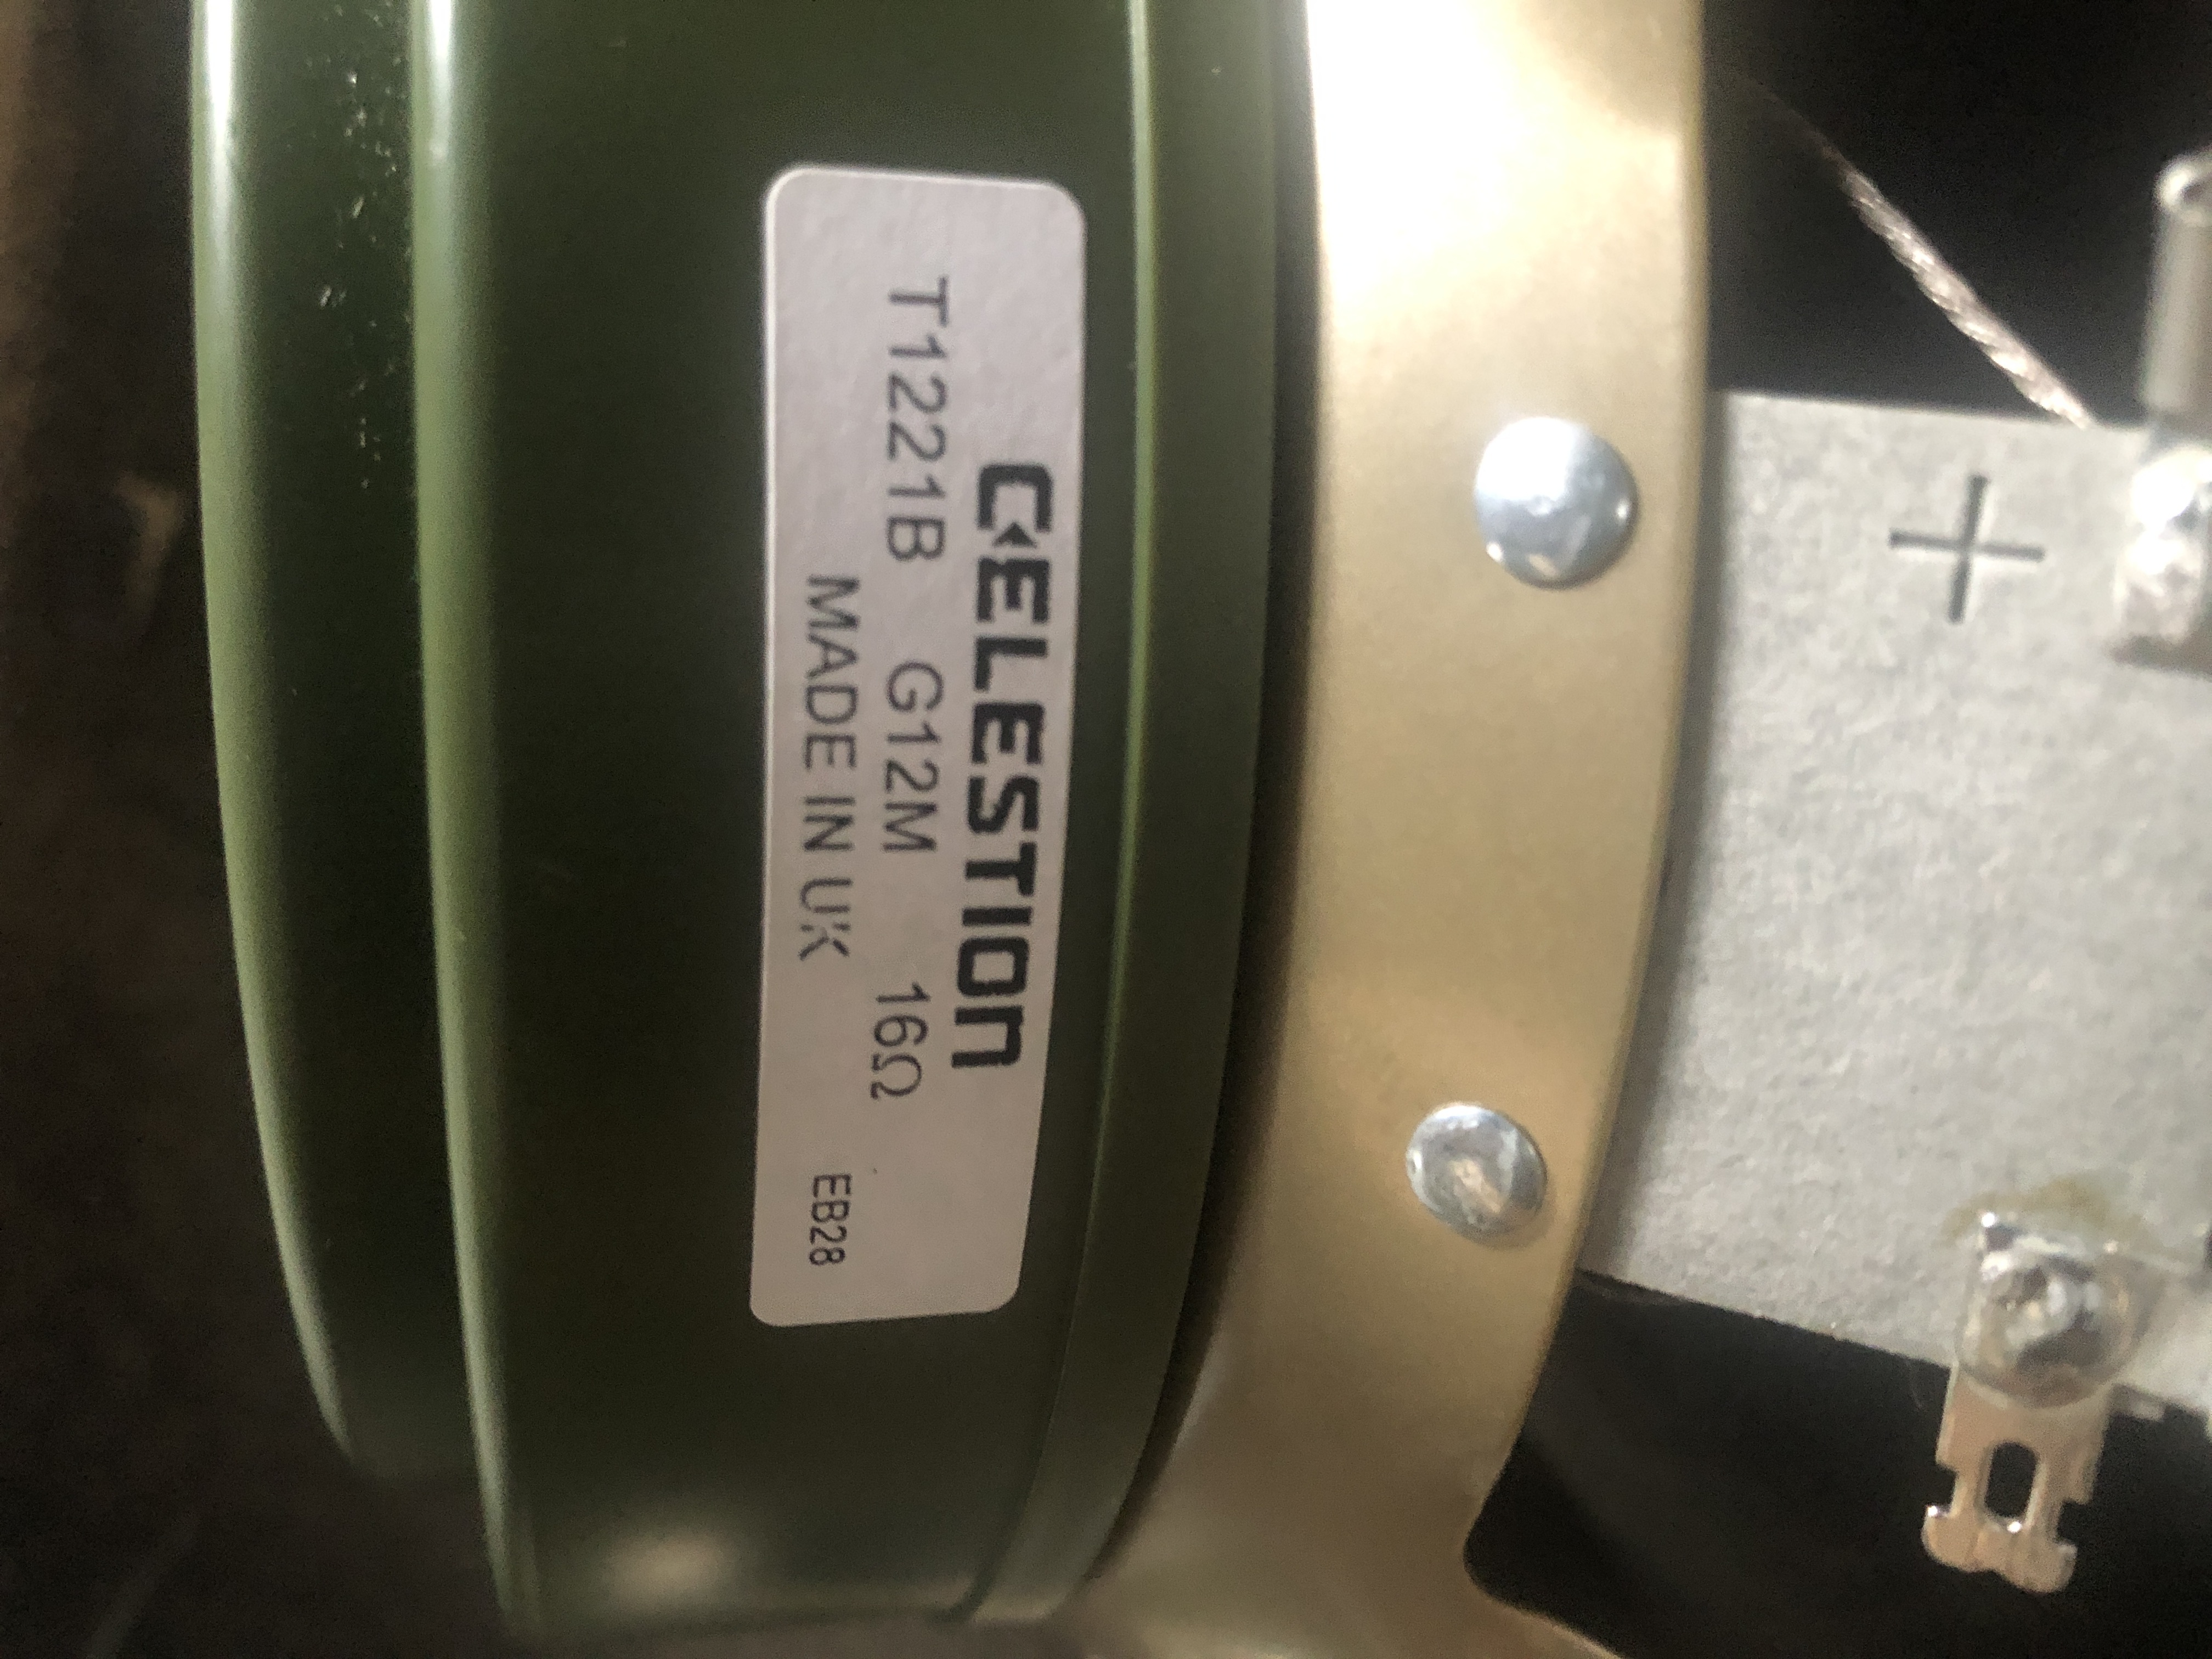 CELESTION
T1221B G12M 16Ω
MADE IN UK EB28
+